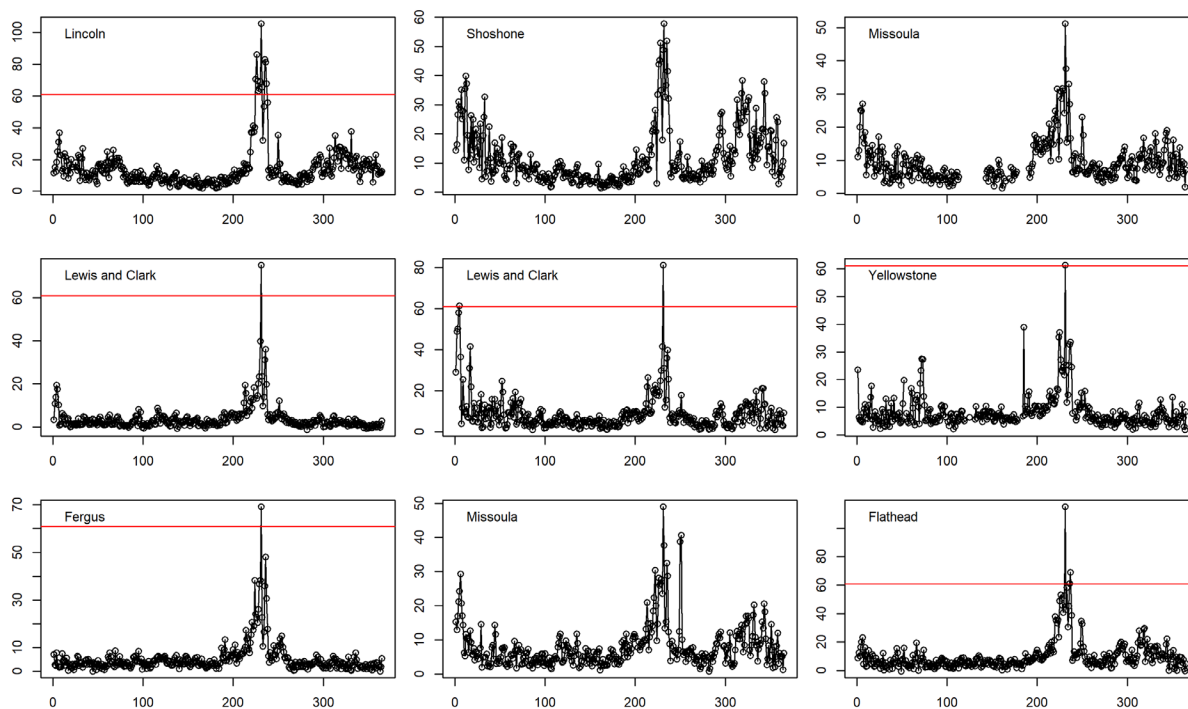 Lincoln
0 20 40 60 80 100
0 100 200 300
Shoshone
0 10 20 30 40 50 60
0 100 200 300
Missoula
0 10 20 30 40 50
0 100 200 300
Lewis and Clark
0 20 40 60
0 100 200 300
Lewis and Clark
0 20 40 60 80
0 100 200 300
Yellowstone
0 10 20 30 40 50 60
0 100 200 300
Fergus
0 10 30 50 70
0 100 200 300
Missoula
0 10 20 30 40 50
0 100 200 300
Flathead
0 20 40 60 80
0 100 200 300